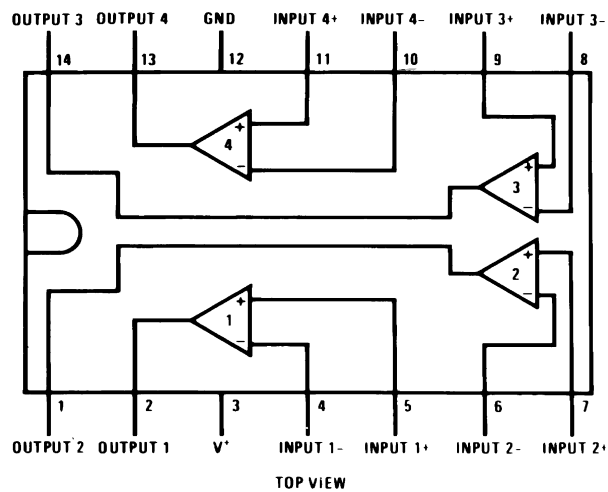 OUTPUT 3 OUTPUT 4 GND INPUT 4+ INPUT 4- INPUT 3+ INPUT 3-
14 13 12 11 10 9 8
+
4
-
+
3
-
+
2
-
+
1
-
1 2 3 4 5 6 7
OUTPUT 2 OUTPUT 1 V+ INPUT 1- INPUT 1+ INPUT 2- INPUT 2+
TOP VIEW